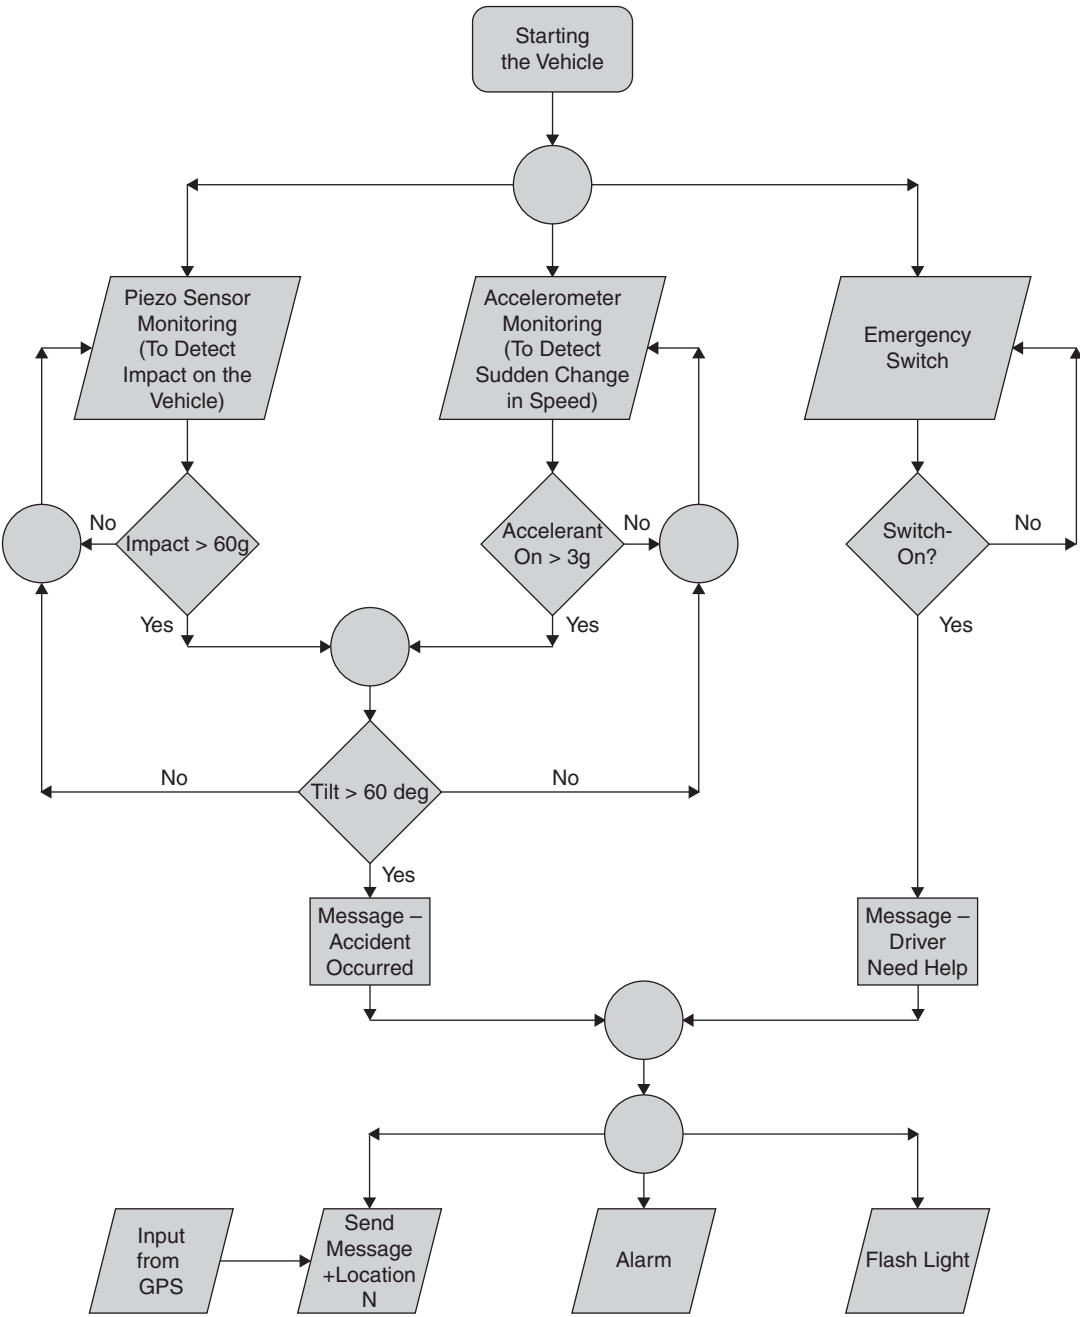 Starting
the Vehicle
Piezo Sensor
Monitoring
(To Detect
Impact on the
Vehicle)
Accelerometer
Monitoring
(To Detect
Sudden Change
in Speed)
Emergency
Switch
No
Impact > 60g
Yes
Accelerant
On > 3g
No
Yes
Switch-
On?
No
Yes
No
Tilt > 60 deg
No
Yes
Message –
Accident
Occurred
Message –
Driver
Need Help
Input
from
GPS
Send
Message
+Location
N
Alarm
Flash Light